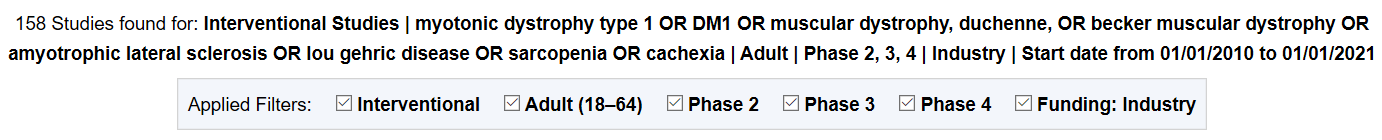 158 Studies found for: Interventional Studies | myotonic dystrophy type 1 OR DM1 OR muscular dystrophy, duchenne, OR becker muscular dystrophy OR
amyotrophic lateral sclerosis OR lou gehric disease OR sarcopenia OR cachexia | Adult | Phase 2, 3, 4 | Industry | Start date from 01/01/2010 to 01/01/2021
Applied Filters: Interventional Adult (18–64) Phase 2 Phase 3 Phase 4 Funding: Industry